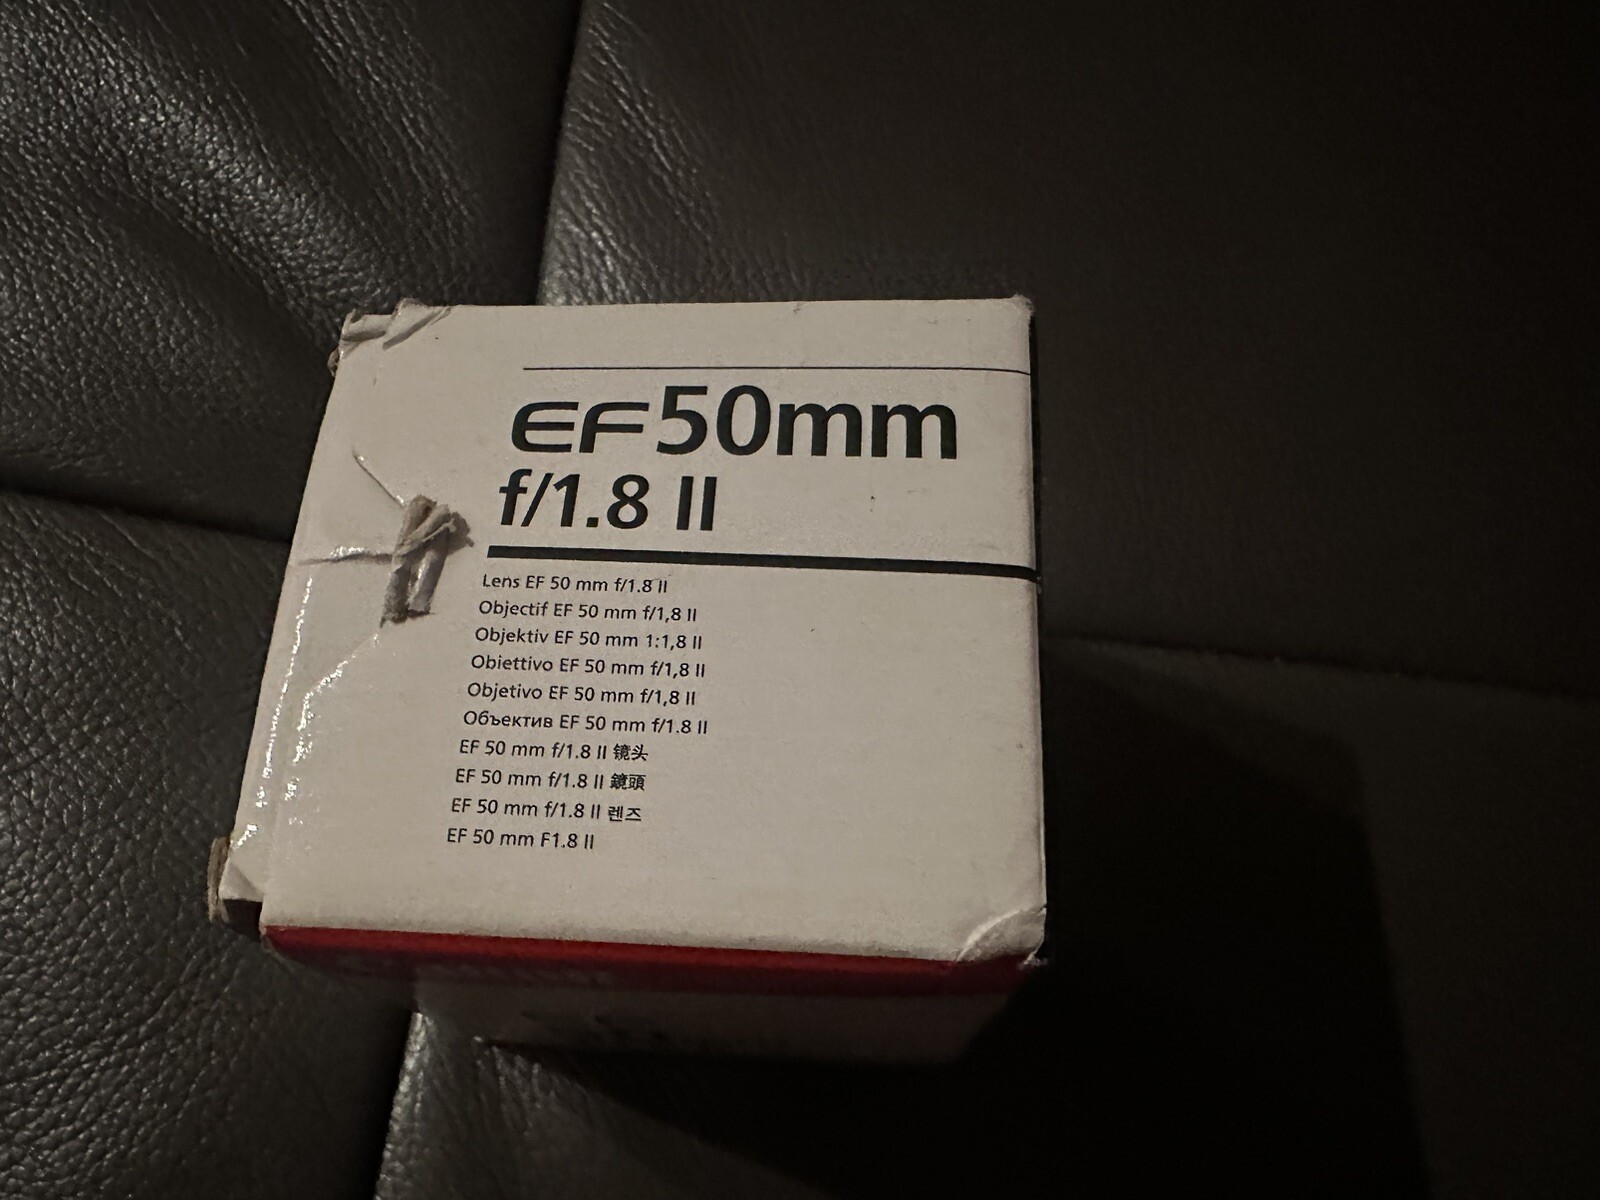 EF50mm
f/1.8 II
Lens EF 50 mm f/1.8 II
Objectif EF 50 mm f/1,8 II
Objektiv EF 50 mm 1:1,8 II
Obiettivo EF 50 mm f/1,8 II
Objetivo EF 50 mm f/1,8 II
Объектив EF 50 mm f/1.8 II
EF 50 mm f/1.8 II 镜头
EF 50 mm f/1.8 II 鏡頭
EF 50 mm f/1.8 II 렌즈
EF 50 mm F1.8 II